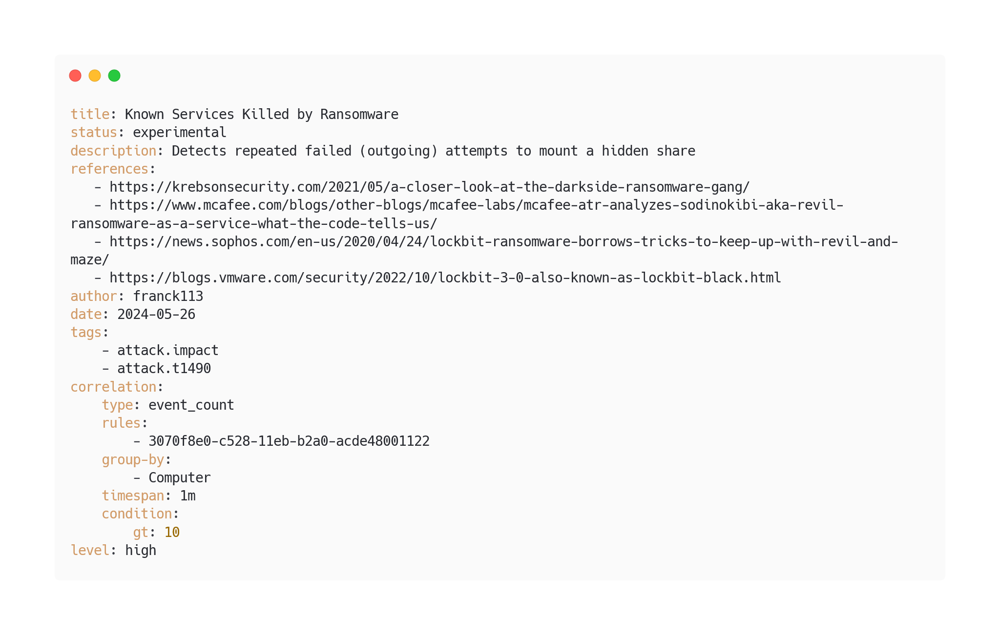 title: Known Services Killed by Ransomware
status: experimental
description: Detects repeated failed (outgoing) attempts to mount a hidden share
references:
   - https://krebsonsecurity.com/2021/05/a-closer-look-at-the-darkside-ransomware-gang/
   - https://www.mcafee.com/blogs/other-blogs/mcafee-labs/mcafee-atr-analyzes-sodinokibi-aka-revil-
ransomware-as-a-service-what-the-code-tells-us/
   - https://news.sophos.com/en-us/2020/04/24/lockbit-ransomware-borrows-tricks-to-keep-up-with-revil-and-
maze/
   - https://blogs.vmware.com/security/2022/10/lockbit-3-0-also-known-as-lockbit-black.html
author: franck113
date: 2024-05-26
tags:
    - attack.impact
    - attack.t1490
correlation:
    type: event_count
    rules:
        - 3070f8e0-c528-11eb-b2a0-acde48001122
    group-by:
        - Computer
    timespan: 1m
    condition:
        gt: 10
level: high